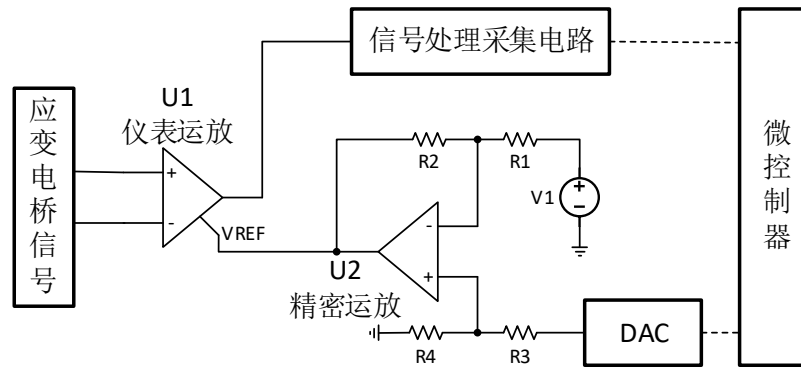 信号处理采集电路
U1
仪表运放
应变电桥信号
微控制器
+
-
VREF
R2
R1
V1
+
-
U2
精密运放
-
+
R4
R3
DAC